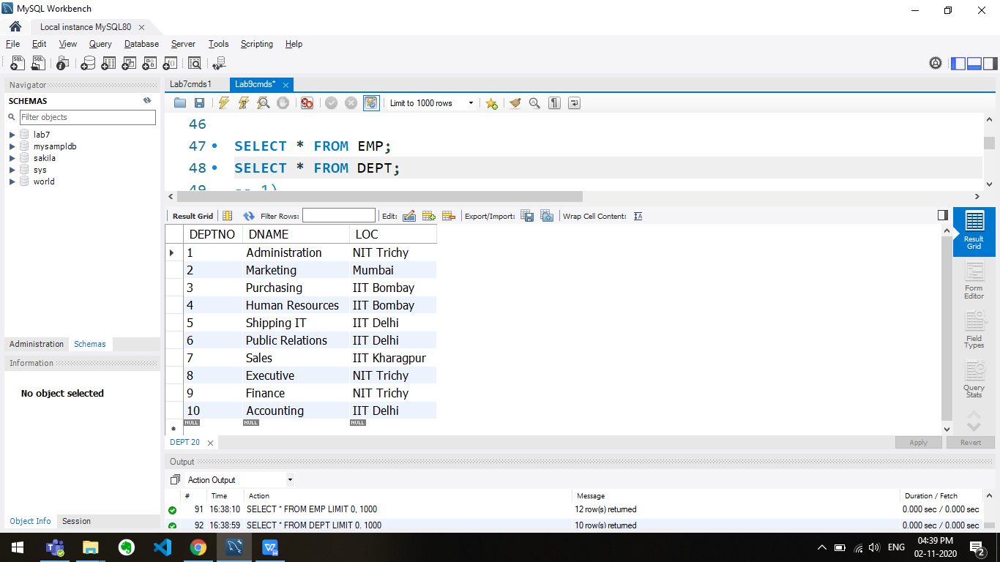 MySQL Workbench
Local instance MySQL80
File Edit View Query Database Server Tools Scripting Help
Navigator
SCHEMAS
Filter objects
lab7
mysampldb
sakila
sys
world
Administration Schemas
Information
No object selected
Object Info Session
Lab7cmds1 Lab9cmds*
Limit to 1000 rows
46
47 SELECT * FROM EMP;
48 SELECT * FROM DEPT;
49 -- 1)
Result Grid Filter Rows: Edit: Export/Import: Wrap Cell Content:
DEPTNO DNAME LOC
1 Administration NIT Trichy
2 Marketing Mumbai
3 Purchasing IIT Bombay
4 Human Resources IIT Bombay
5 Shipping IT IIT Delhi
6 Public Relations IIT Delhi
7 Sales IIT Kharagpur
8 Executive NIT Trichy
9 Finance NIT Trichy
10 Accounting IIT Delhi
NULL NULL NULL
Result
Grid
Form
Editor
Field
Types
Query
Stats
DEPT 20
Apply Revert
Output
Action Output
# Time Action Message Duration / Fetch
91 16:38:10 SELECT * FROM EMP LIMIT 0, 1000 12 row(s) returned 0.000 sec / 0.000 sec
92 16:38:59 SELECT * FROM DEPT LIMIT 0, 1000 10 row(s) returned 0.000 sec / 0.000 sec
ENG
04:39 PM
02-11-2020
2